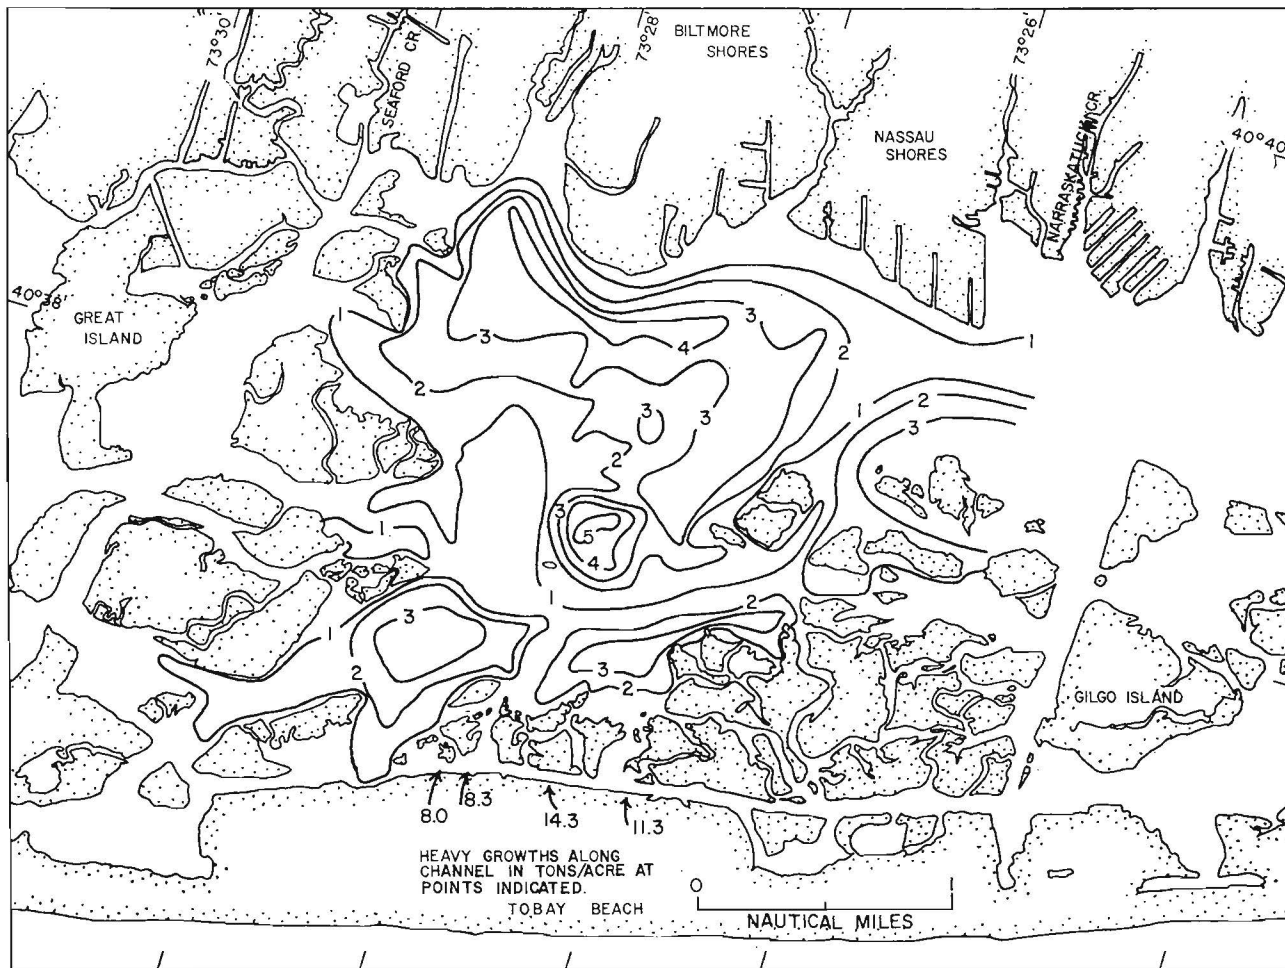 73°30'
SEAFORD CR.
73°28'
BILTMORE
SHORES
73°26'
NASSAU
SHORES
NARRASKATUCK CR.
40°40'
40°38'
GREAT
ISLAND
1
3
4
3
2
1
2
2
3
3
1
2
3
2
3
5
4
1
1
2
3
1
2
3
2
GILGO ISLAND
8.0
8.3
14.3
11.3
HEAVY GROWTHS ALONG
CHANNEL IN TONS/ACRE AT
POINTS INDICATED.
TOBAY BEACH
0
1
NAUTICAL MILES